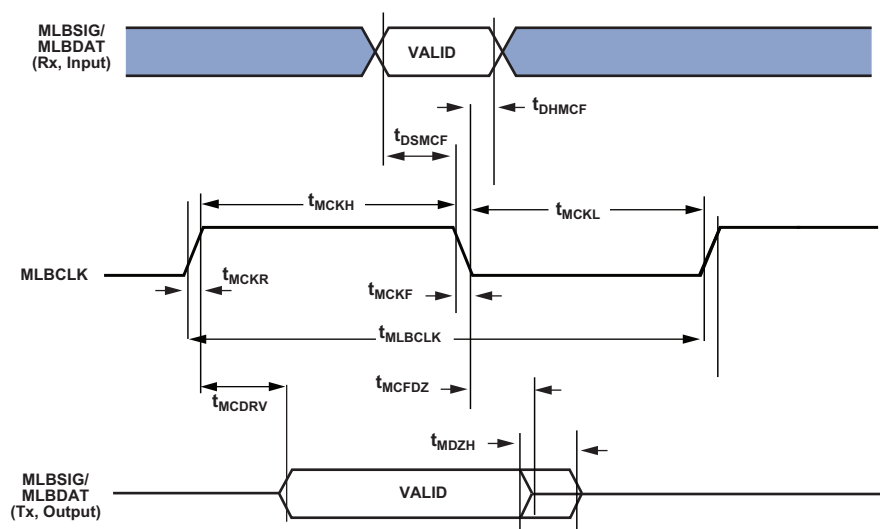 MLBSIG/
MLBDAT
(Rx, Input)
VALID
tDHMCF
tDSMCF
tMCKH
tMCKL
MLBCLK
tMCKR
tMCKF
tMLBCLK
tMCFDZ
tMCDRV
tMDZH
MLBSIG/
MLBDAT
(Tx, Output)
VALID